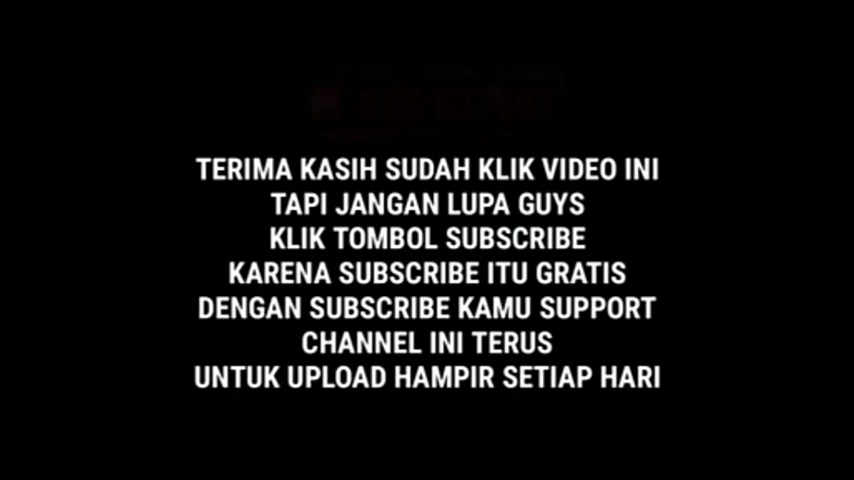 TERIMA KASIH SUDAH KLIK VIDEO INI
TAPI JANGAN LUPA GUYS
KLIK TOMBOL SUBSCRIBE
KARENA SUBSCRIBE ITU GRATIS
DENGAN SUBSCRIBE KAMU SUPPORT
CHANNEL INI TERUS
UNTUK UPLOAD HAMPIR SETIAP HARI